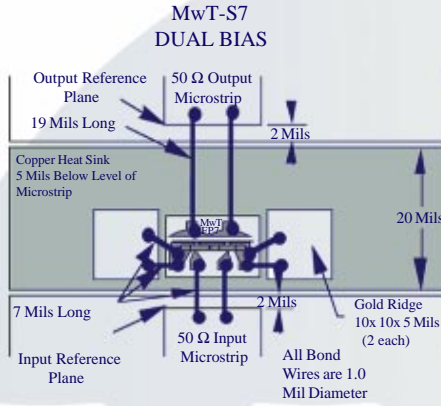 MwT-S7
DUAL BIAS
Output Reference
Plane
50 Ω Output
Microstrip
19 Mils Long
2 Mils
Copper Heat Sink
5 Mils Below Level of
Microstrip
MwT
FP7
20 Mils
7 Mils Long
2 Mils
Gold Ridge
10x 10x 5 Mils
(2 each)
Input Reference
Plane
50 Ω Input
Microstrip
All Bond
Wires are 1.0
Mil Diameter